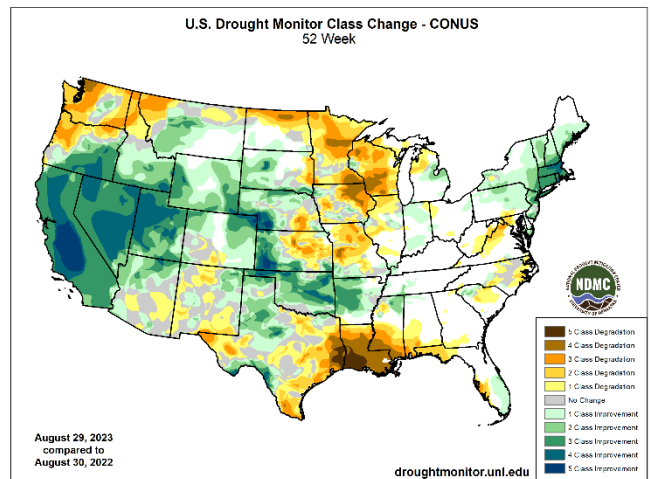 U.S. Drought Monitor Class Change - CONUS
52 Week
NDMC
5 Class Degradation
4 Class Degradation
3 Class Degradation
2 Class Degradation
1 Class Degradation
No Change
1 Class Improvement
2 Class Improvement
3 Class Improvement
4 Class Improvement
5 Class Improvement
August 29, 2023
compared to
August 30, 2022
droughtmonitor.unl.edu